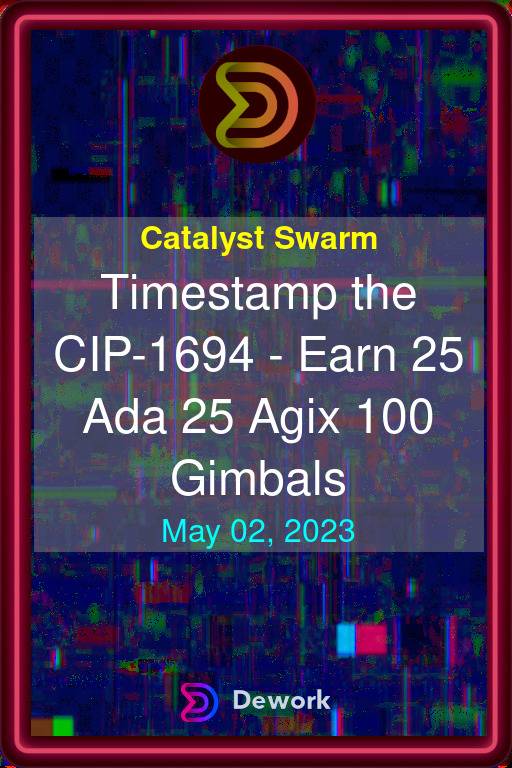 Catalyst Swarm
Timestamp the
CIP-1694 - Earn 25
Ada 25 Agix 100
Gimbals
May 02, 2023
Dework